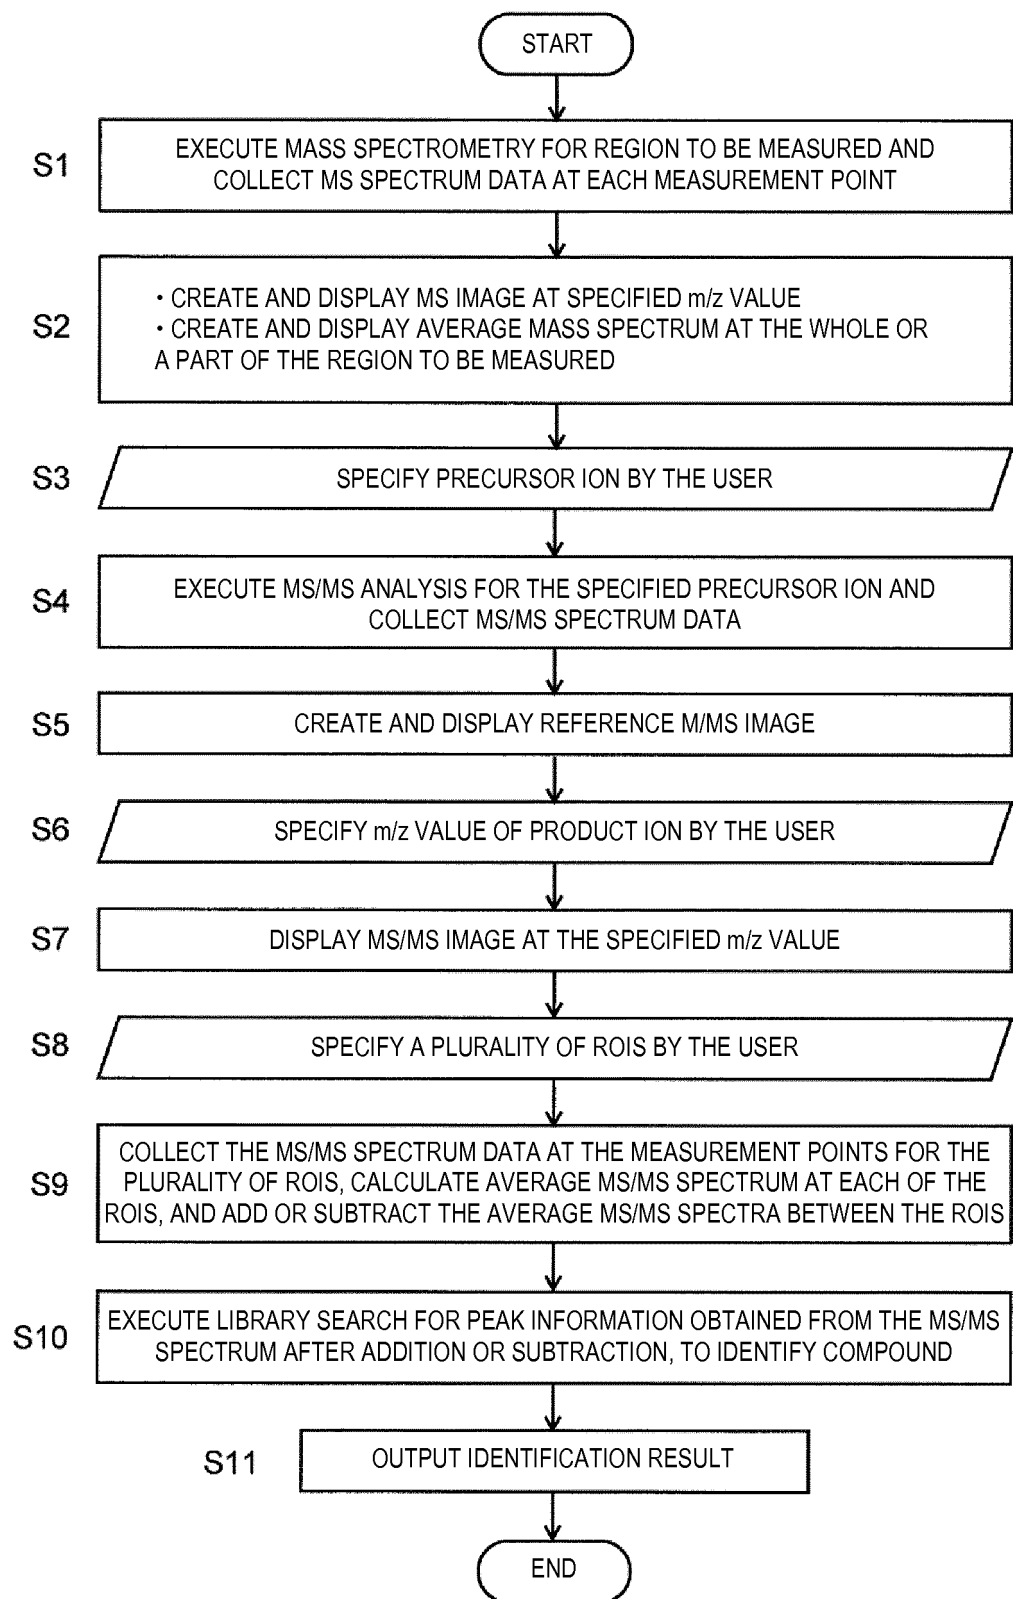 START
S1
EXECUTE MASS SPECTROMETRY FOR REGION TO BE MEASURED AND
COLLECT MS SPECTRUM DATA AT EACH MEASUREMENT POINT
S2
・CREATE AND DISPLAY MS IMAGE AT SPECIFIED m/z VALUE
・CREATE AND DISPLAY AVERAGE MASS SPECTRUM AT THE WHOLE OR
A PART OF THE REGION TO BE MEASURED
S3
SPECIFY PRECURSOR ION BY THE USER
S4
EXECUTE MS/MS ANALYSIS FOR THE SPECIFIED PRECURSOR ION AND
COLLECT MS/MS SPECTRUM DATA
S5
CREATE AND DISPLAY REFERENCE M/MS IMAGE
S6
SPECIFY m/z VALUE OF PRODUCT ION BY THE USER
S7
DISPLAY MS/MS IMAGE AT THE SPECIFIED m/z VALUE
S8
SPECIFY A PLURALITY OF ROIS BY THE USER
S9
COLLECT THE MS/MS SPECTRUM DATA AT THE MEASUREMENT POINTS FOR THE
PLURALITY OF ROIS, CALCULATE AVERAGE MS/MS SPECTRUM AT EACH OF THE
ROIS, AND ADD OR SUBTRACT THE AVERAGE MS/MS SPECTRA BETWEEN THE ROIS
S10
EXECUTE LIBRARY SEARCH FOR PEAK INFORMATION OBTAINED FROM THE MS/MS
SPECTRUM AFTER ADDITION OR SUBTRACTION, TO IDENTIFY COMPOUND
S11
OUTPUT IDENTIFICATION RESULT
END